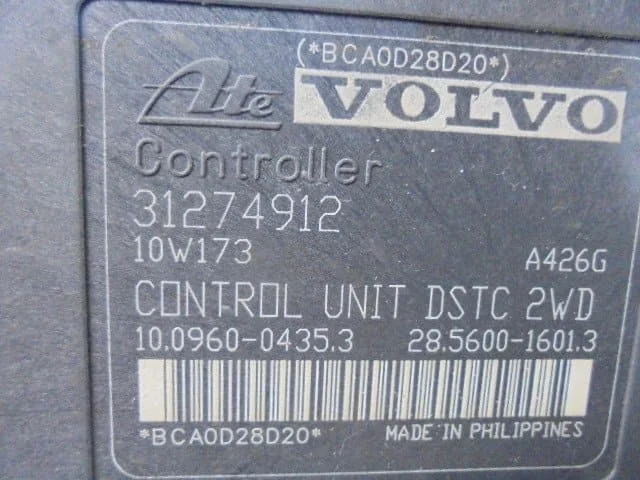 (*BCA0D28D20*)
Ate VOLVO
Controller
31274912
10W173 A426G
CONTROL UNIT DSTC 2WD
10.0960-0435.3 28.5600-1601.3
*BCA0D28D20* MADE IN PHILIPPINES